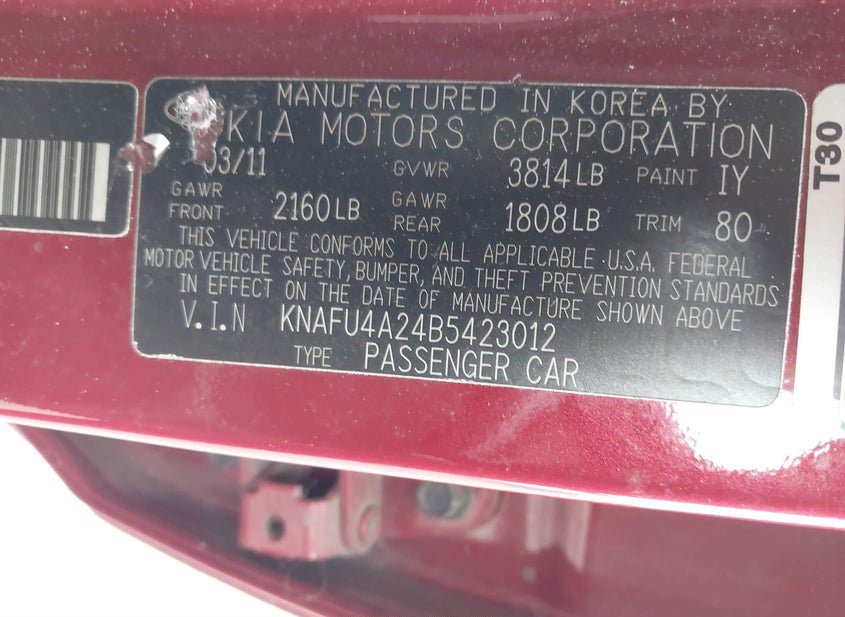 MANUFACTURED IN KOREA BY
KIA MOTORS CORPORATION
03/11 GVWR 3814 LB PAINT IY
GAWR FRONT 2160 LB GAWR REAR 1808 LB TRIM 80
THIS VEHICLE CONFORMS TO ALL APPLICABLE U.S.A. FEDERAL
MOTOR VEHICLE SAFETY, BUMPER, AND THEFT PREVENTION STANDARDS
IN EFFECT ON THE DATE OF MANUFACTURE SHOWN ABOVE
V.I.N KNAFU4A24B5423012
TYPE PASSENGER CAR
T30